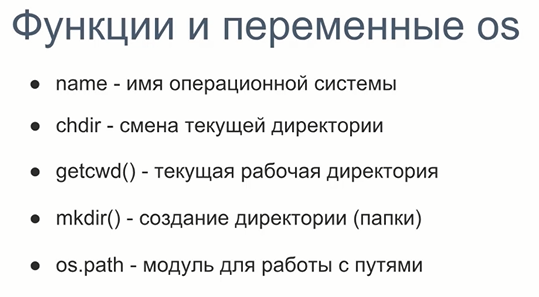 Функции и переменные os
● name - имя операционной системы
● chdir - смена текущей директории
● getcwd() - текущая рабочая директория
● mkdir() - создание директории (папки)
● os.path - модуль для работы с путями